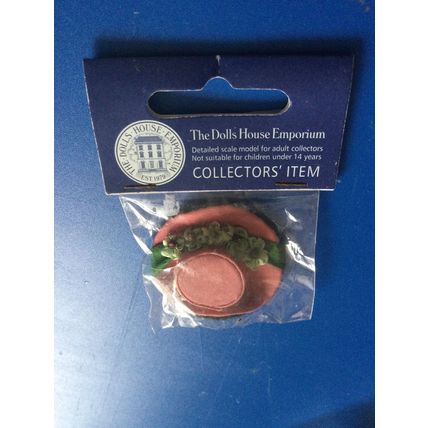 THE DOLLS HOUSE EMPORIUM
EST 1979
The Dolls House Emporium
Detailed scale model for adult collectors
Not suitable for children under 14 years
COLLECTORS' ITEM